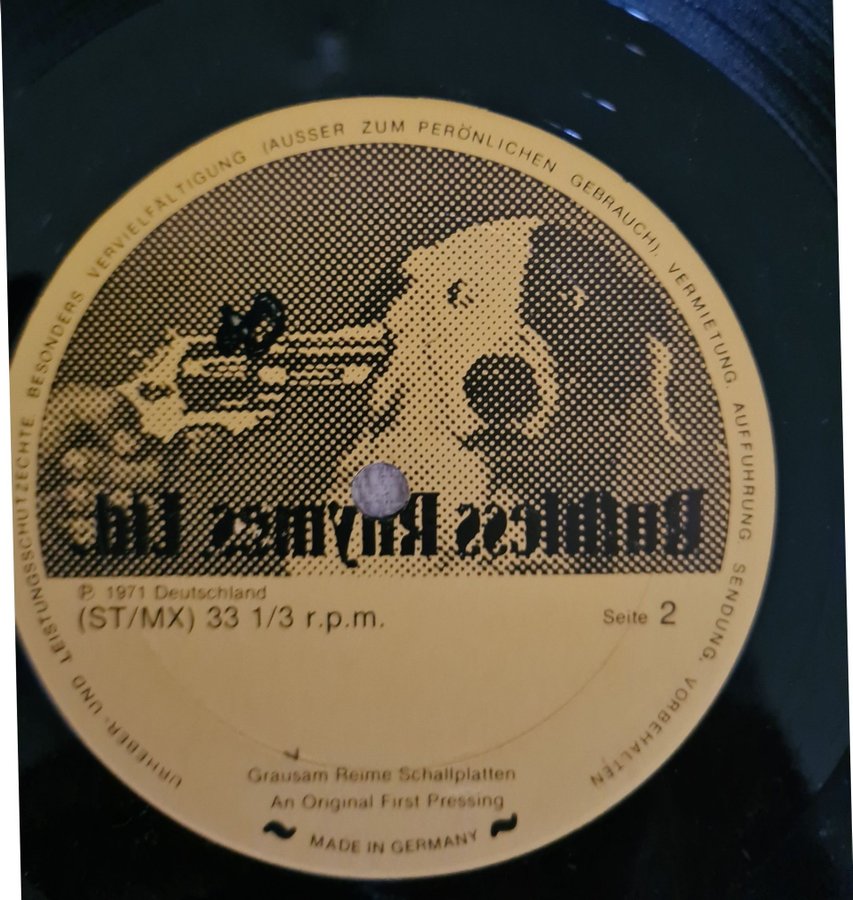 URHEBER- UND LEISTUNGSSCHUTZECHTE BESONDERS VERVIELFÄLTIGUNG (AUSSER ZUM PERÖNLICHEN GEBRAUCH), VERMIETUNG, AUFFUHRUNG SENDUNG, VORBEHALTEN
Ruthless Rhymes, Ltd.
℗ 1971 Deutschland
(ST/MX) 33 1/3 r.p.m.
Seite 2
Grausam Reime Schallplatten
An Original First Pressing
~ MADE IN GERMANY ~